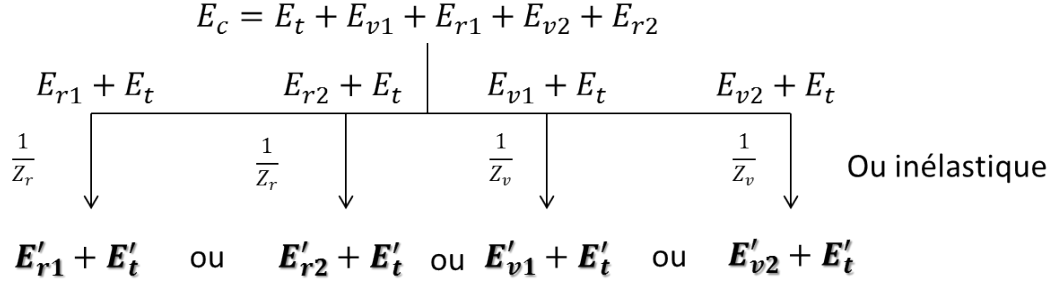 E_c = E_t + E_{v1} + E_{r1} + E_{v2} + E_{r2}
E_{r1} + E_t E_{r2} + E_t E_{v1} + E_t E_{v2} + E_t
1/Z_r 1/Z_r 1/Z_v 1/Z_v Ou inélastique
E'_{r1} + E'_t ou E'_{r2} + E'_t ou E'_{v1} + E'_t ou E'_{v2} + E'_t